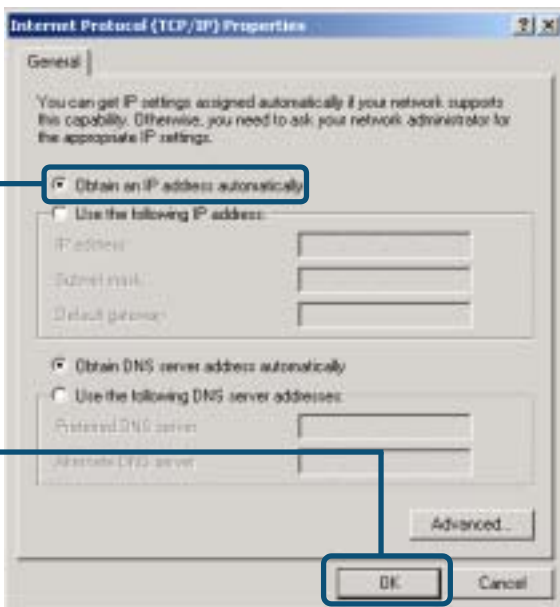 Internet Protocol (TCP/IP) Properties
General
You can get IP settings assigned automatically if your network supports
this capability. Otherwise, you need to ask your network administrator for
the appropriate IP settings.
Obtain an IP address automatically
Use the following IP address:
IP address:
Subnet mask:
Default gateway:
Obtain DNS server address automatically
Use the following DNS server addresses:
Preferred DNS server:
Alternate DNS server:
Advanced...
OK
Cancel